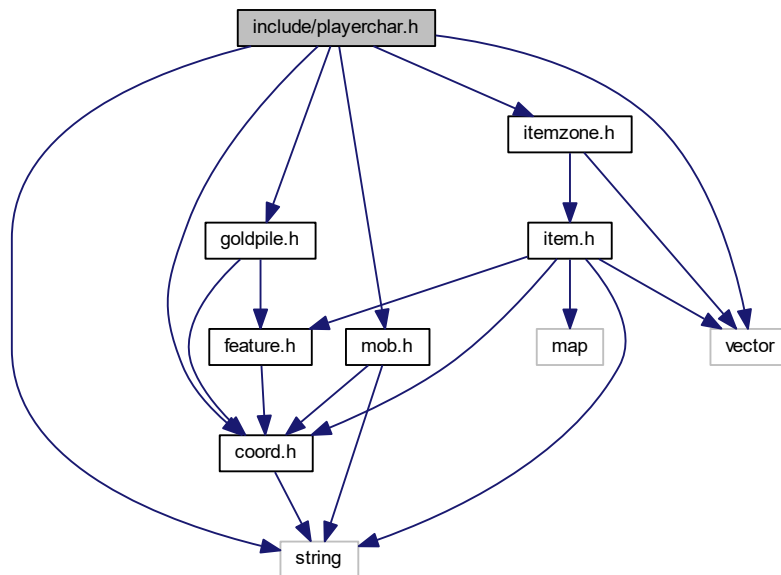 include/playerchar.h
itemzone.h
goldpile.h
item.h
feature.h
mob.h
map
vector
coord.h
string